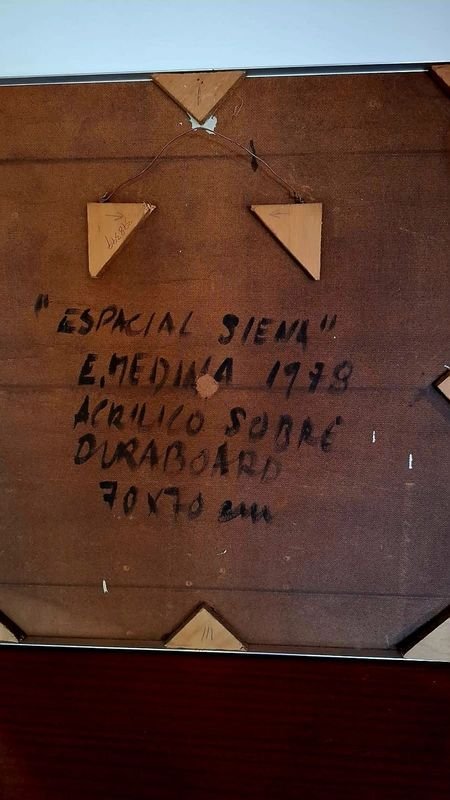 "ESPACIAL SIENA"
E. MEDINA 1978
ACRILICO SOBRE
DURABOARD
70x70 cm